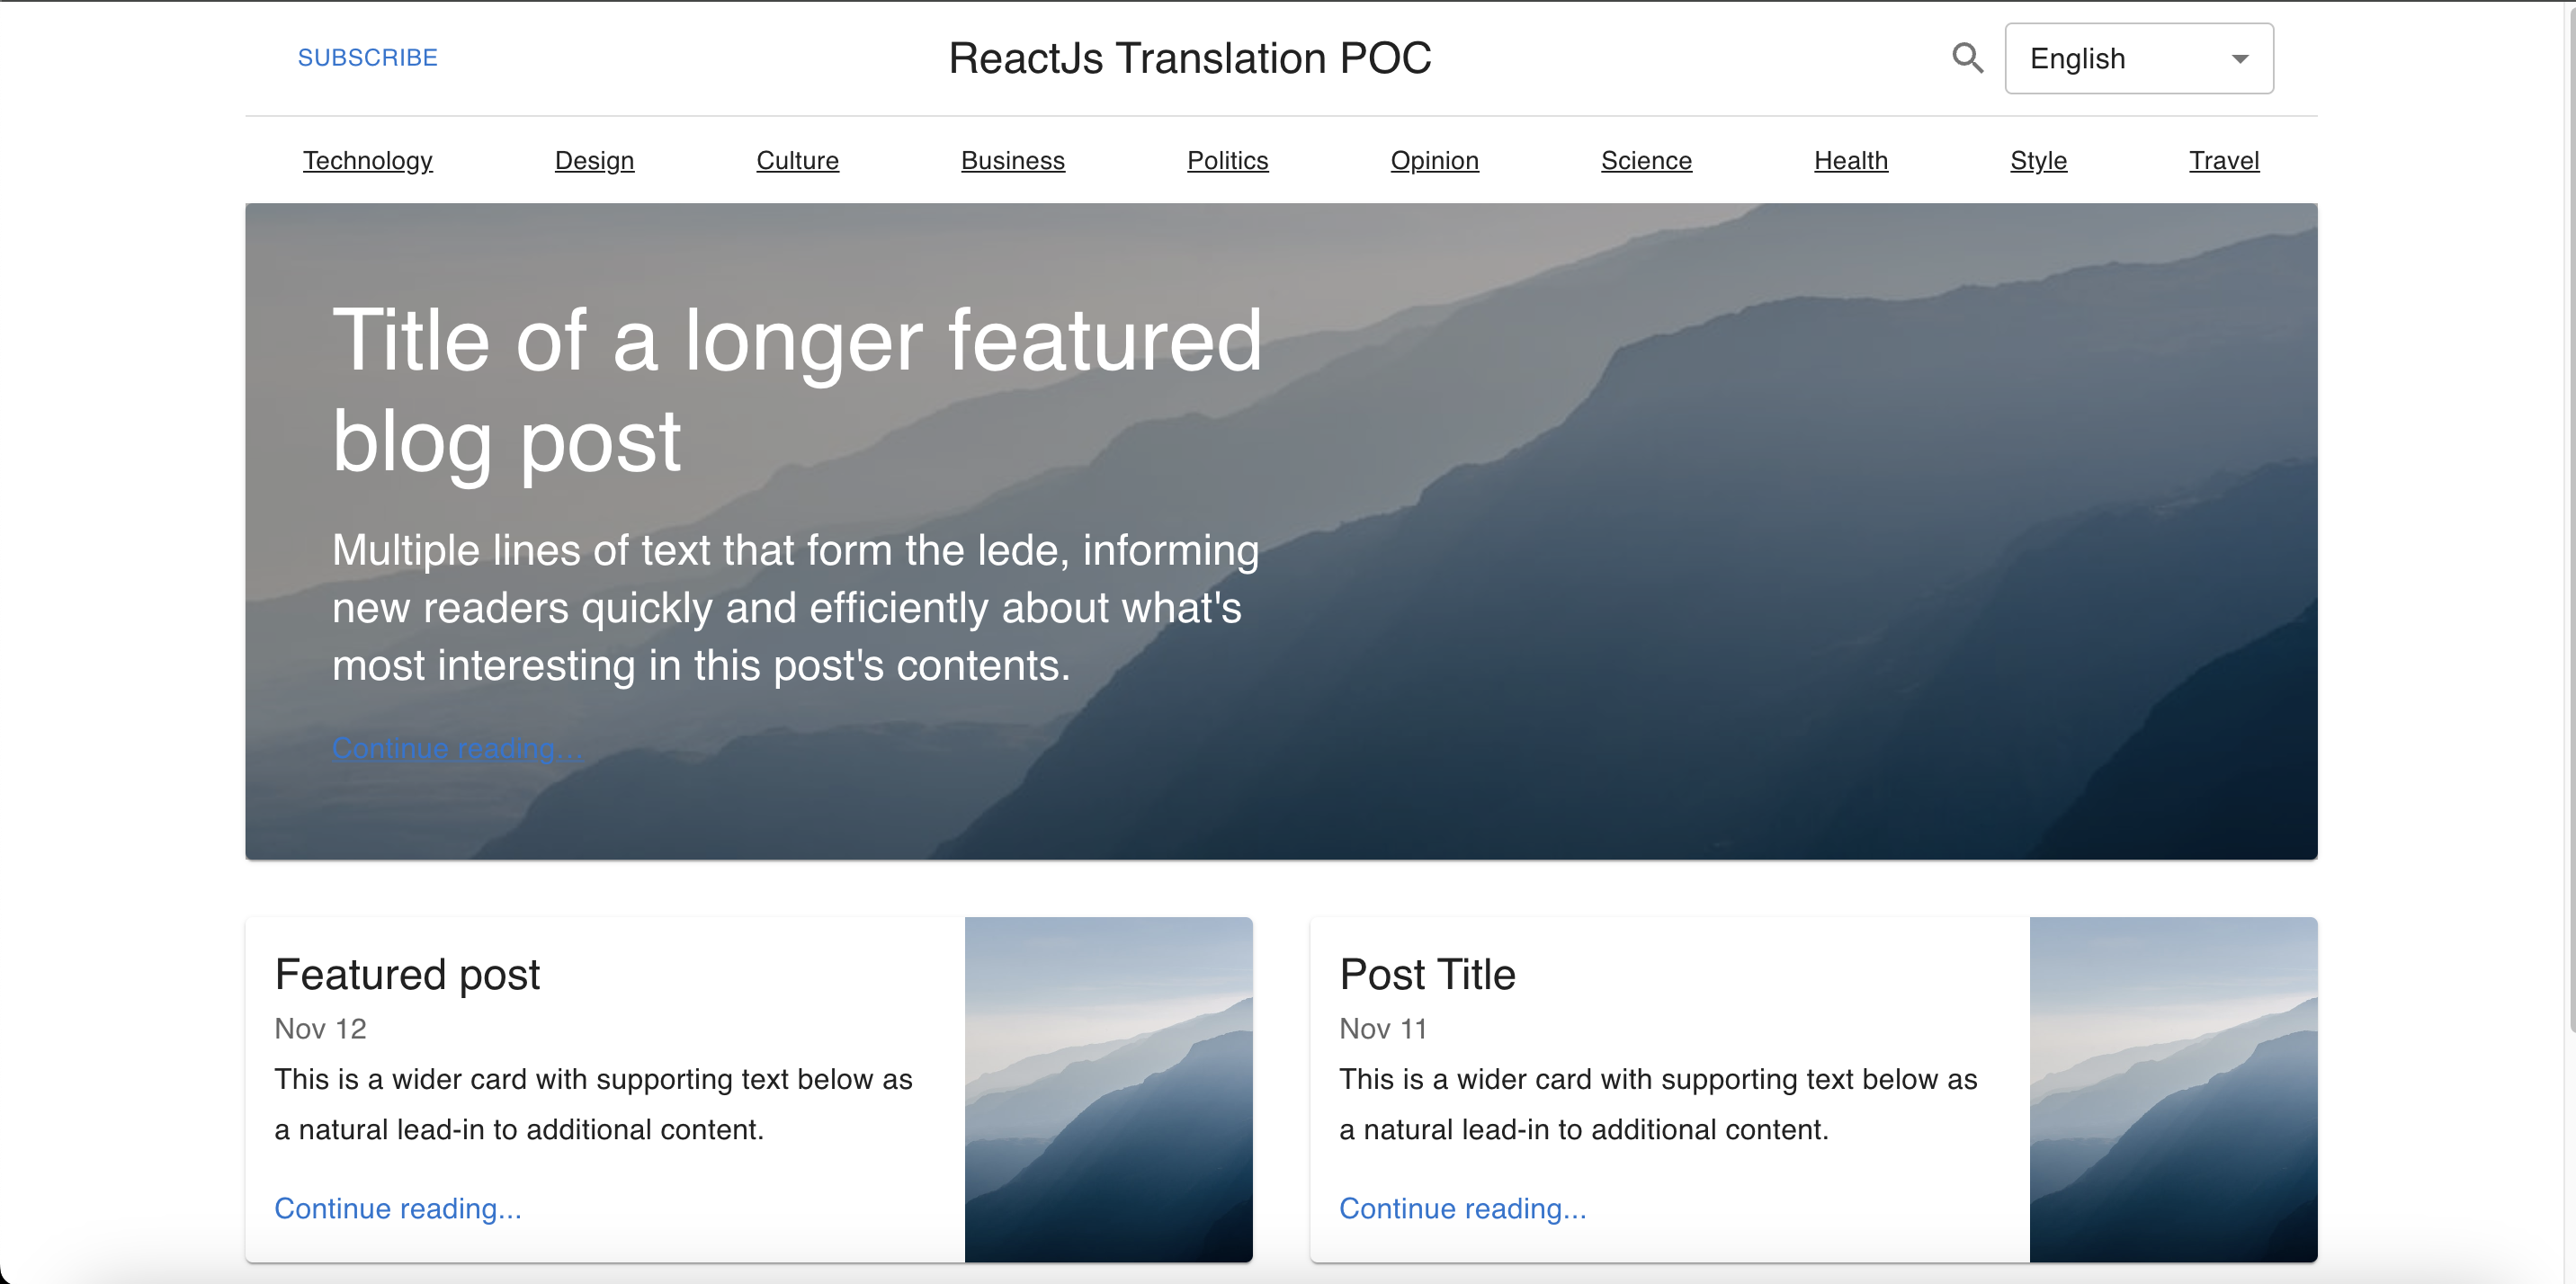 SUBSCRIBE
ReactJs Translation POC
English
Technology Design Culture Business Politics Opinion Science Health Style Travel
Title of a longer featured
blog post
Multiple lines of text that form the lede, informing
new readers quickly and efficiently about what's
most interesting in this post's contents.
Continue reading…
Featured post
Nov 12
This is a wider card with supporting text below as
a natural lead-in to additional content.
Continue reading...
Post Title
Nov 11
This is a wider card with supporting text below as
a natural lead-in to additional content.
Continue reading...